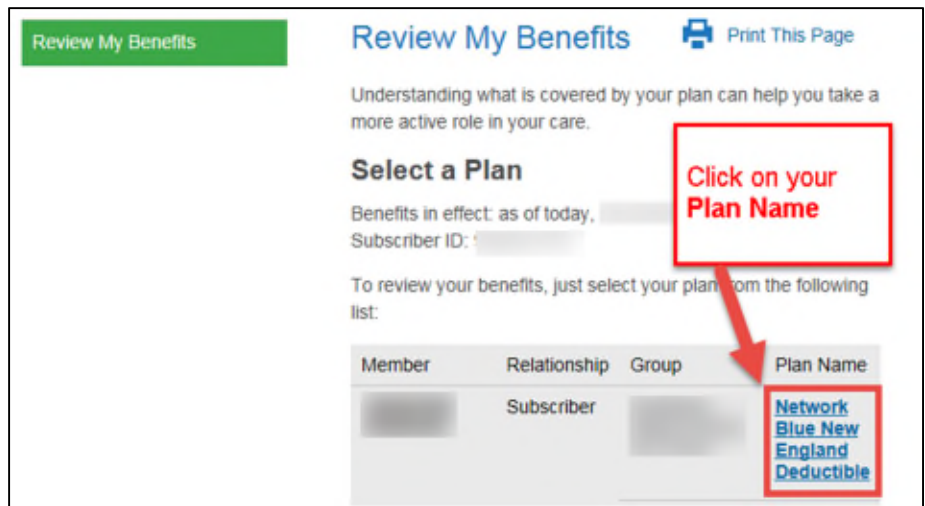 Review My Benefits
Review My Benefits
Print This Page
Understanding what is covered by your plan can help you take a
more active role in your care.
Select a Plan
Click on your
Plan Name
Benefits in effect: as of today,
Subscriber ID:
To review your benefits, just select your plan from the following
list:
Member Relationship Group Plan Name
Subscriber
Network
Blue New
England
Deductible